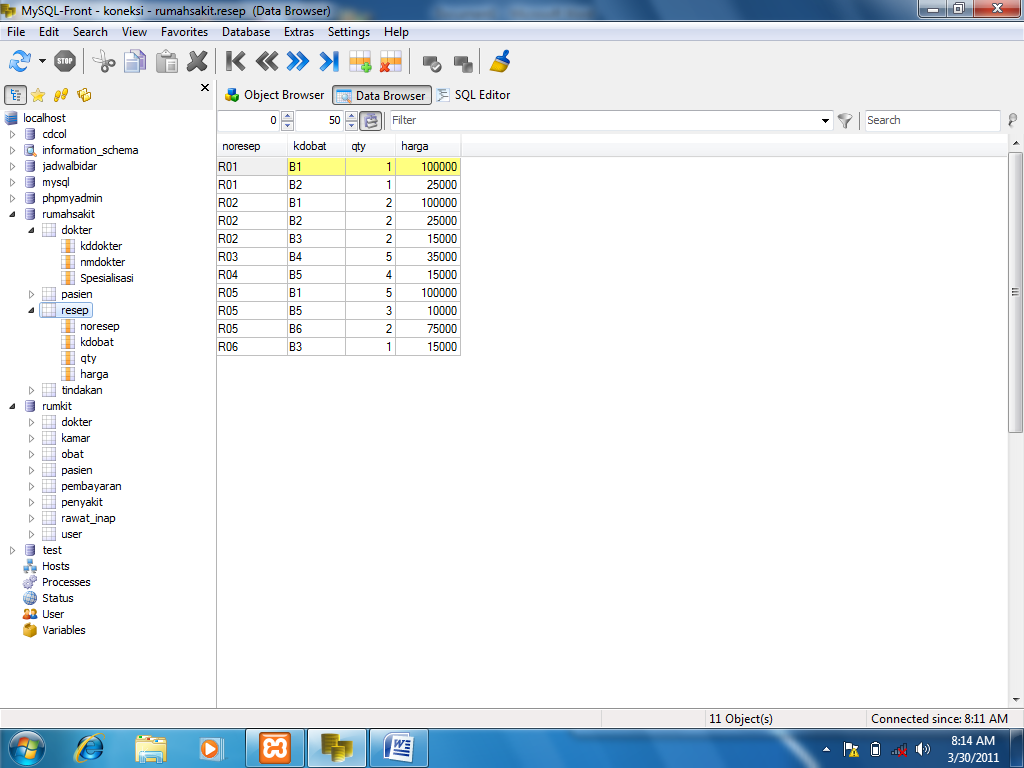 MySQL-Front - koneksi - rumahsakit.resep (Data Browser)
File Edit Search View Favorites Database Extras Settings Help
STOP
Object Browser Data Browser SQL Editor
0 50 Filter Search
localhost
cdcol
information_schema
jadwalbidar
mysql
phpmyadmin
rumahsakit
dokter
kddokter
nmdokter
Spesialisasi
pasien
resep
noresep
kdobat
qty
harga
tindakan
rumkit
dokter
kamar
obat
pasien
pembayaran
penyakit
rawat_inap
user
test
Hosts
Processes
Status
User
Variables
noresep kdobat qty harga
R01 B1 1 100000
R01 B2 1 25000
R02 B1 2 100000
R02 B2 2 25000
R02 B3 2 15000
R03 B4 5 35000
R04 B5 4 15000
R05 B1 5 100000
R05 B5 3 10000
R05 B6 2 75000
R06 B3 1 15000
11 Object(s) Connected since: 8:11 AM
8:14 AM
3/30/2011